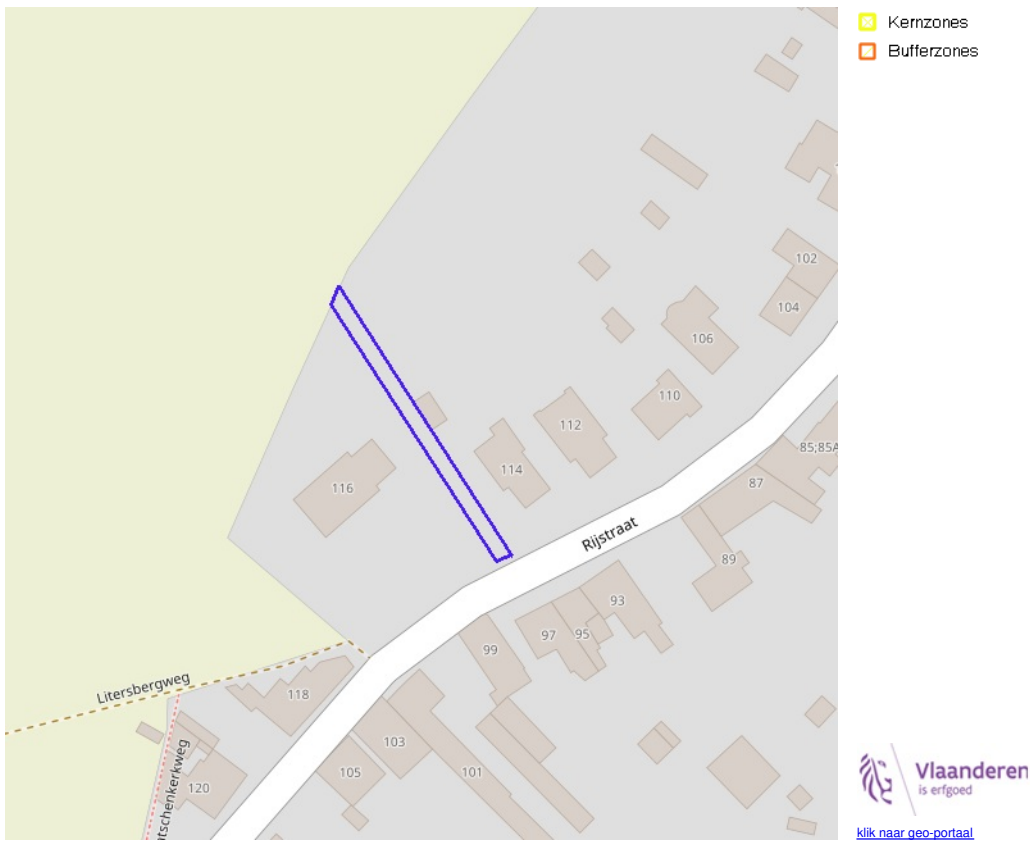 Kernzones
Bufferzones
102
104
106
110
112
114
116
85;85A
87
Rijstraat
89
93
97
95
99
Litersbergweg
118
103
105
101
120
tschenkerkweg
Vlaanderen
is erfgoed
klik naar geo-portaal